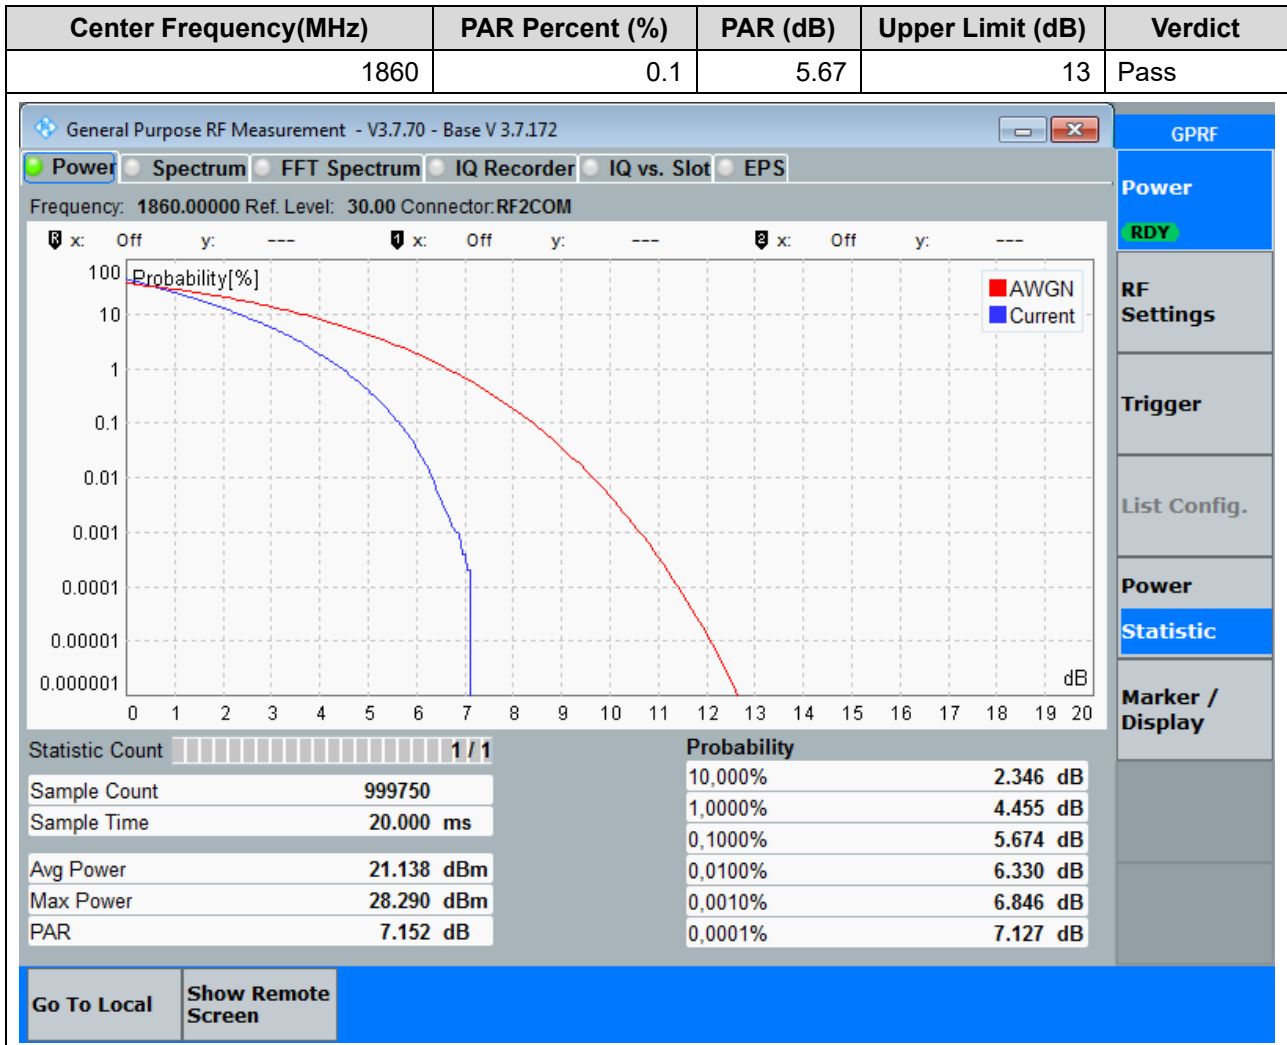 Center Frequency(MHz) PAR Percent (%) PAR (dB) Upper Limit (dB) Verdict
1860 0.1 5.67 13 Pass
General Purpose RF Measurement - V3.7.70 - Base V 3.7.172
Power Spectrum FFT Spectrum IQ Recorder IQ vs. Slot EPS
Frequency: 1860.00000 Ref. Level: 30.00 Connector: RF2COM
R x: Off y: --- 1 x: Off y: --- 2 x: Off y: ---
Probability[%]
100
10
1
0.1
0.01
0.001
0.0001
0.00001
0.000001
AWGN
Current
dB
0 1 2 3 4 5 6 7 8 9 10 11 12 13 14 15 16 17 18 19 20
Statistic Count 1 / 1
Sample Count 999750
Sample Time 20.000 ms
Avg Power 21.138 dBm
Max Power 28.290 dBm
PAR 7.152 dB
Probability
10,000% 2.346 dB
1,0000% 4.455 dB
0,1000% 5.674 dB
0,0100% 6.330 dB
0,0010% 6.846 dB
0,0001% 7.127 dB
GPRF
Power
RDY
RF
Settings
Trigger
List Config.
Power
Statistic
Marker /
Display
Go To Local
Show Remote
Screen